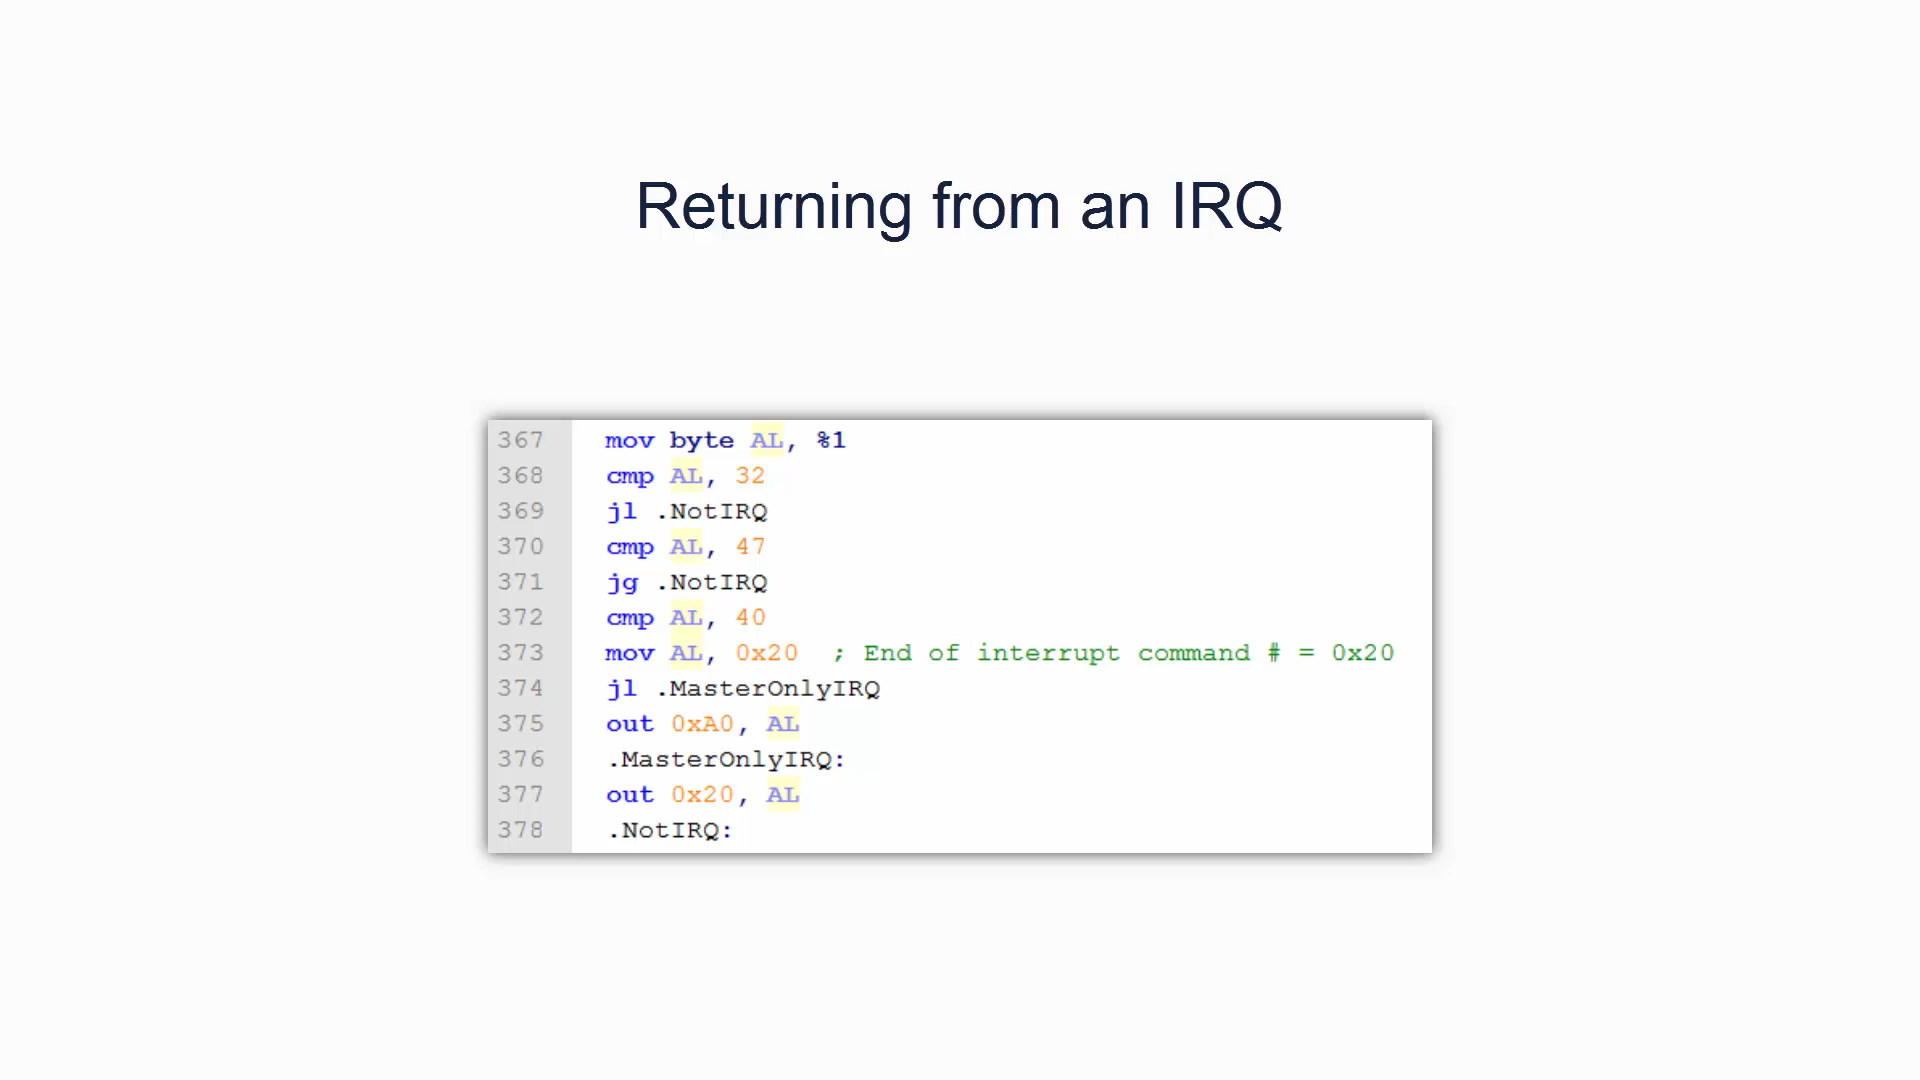 Returning from an IRQ
367 mov byte AL, %1
368 cmp AL, 32
369 jl .NotIRQ
370 cmp AL, 47
371 jg .NotIRQ
372 cmp AL, 40
373 mov AL, 0x20 ; End of interrupt command # = 0x20
374 jl .MasterOnlyIRQ
375 out 0xA0, AL
376 .MasterOnlyIRQ:
377 out 0x20, AL
378 .NotIRQ: